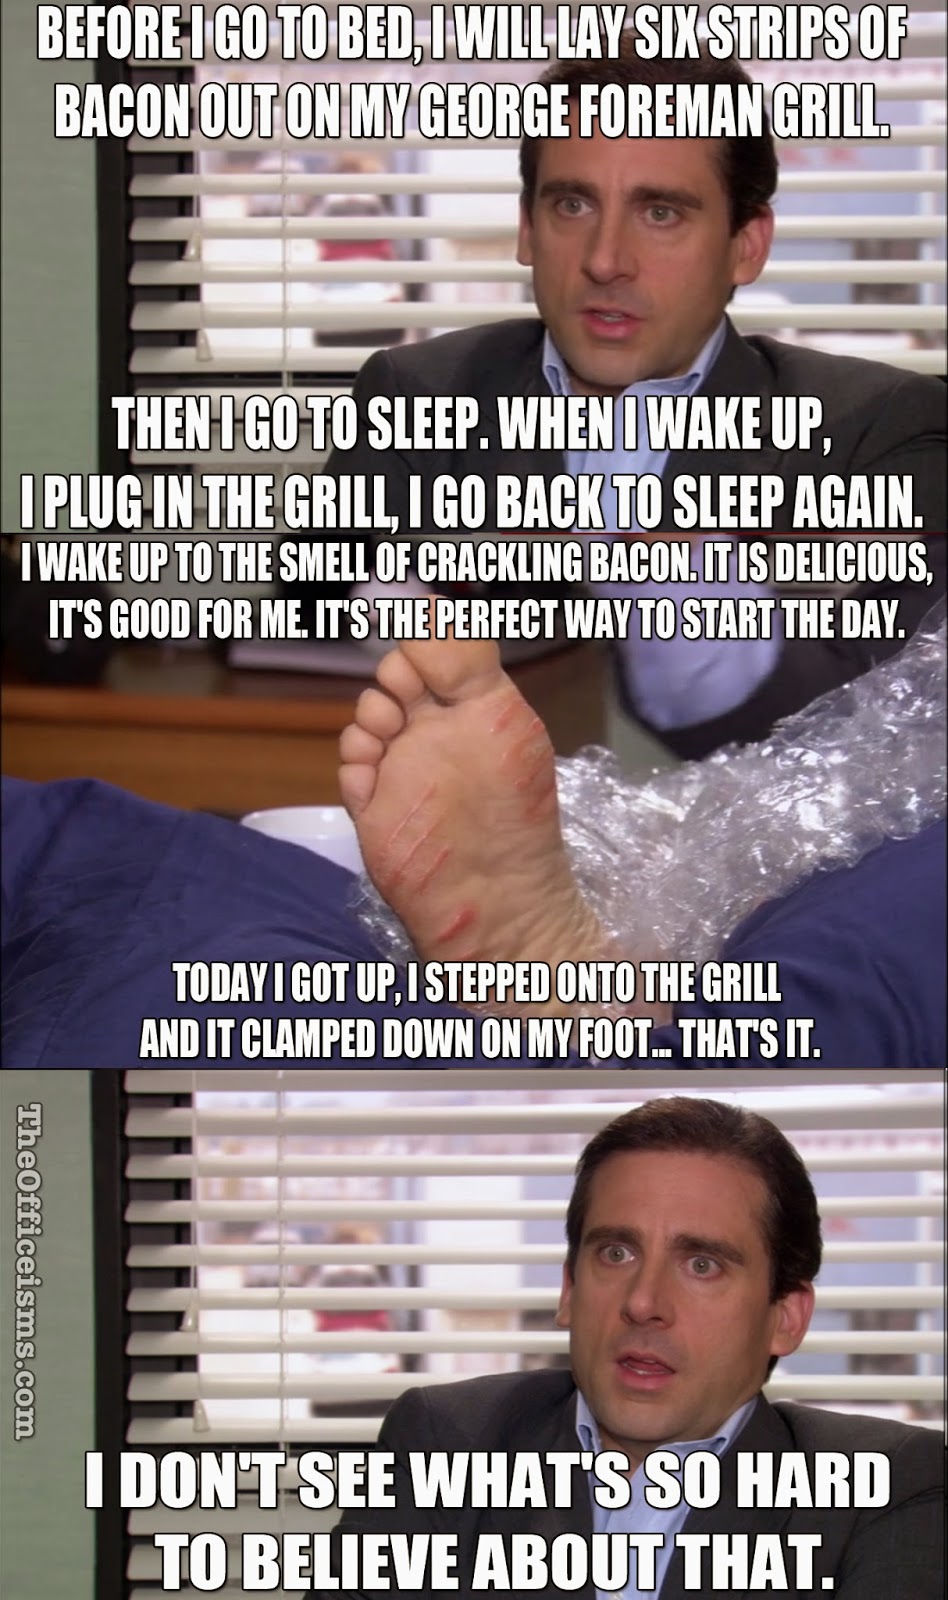 BEFORE I GO TO BED, I WILL LAY SIX STRIPS OF
BACON OUT ON MY GEORGE FOREMAN GRILL.
THEN I GO TO SLEEP. WHEN I WAKE UP,
I PLUG IN THE GRILL, I GO BACK TO SLEEP AGAIN.
I WAKE UP TO THE SMELL OF CRACKLING BACON. IT IS DELICIOUS,
IT'S GOOD FOR ME. IT'S THE PERFECT WAY TO START THE DAY.
TODAY I GOT UP, I STEPPED ONTO THE GRILL
AND IT CLAMPED DOWN ON MY FOOT... THAT'S IT.
TheOfficeisms.com
I DON'T SEE WHAT'S SO HARD
TO BELIEVE ABOUT THAT.